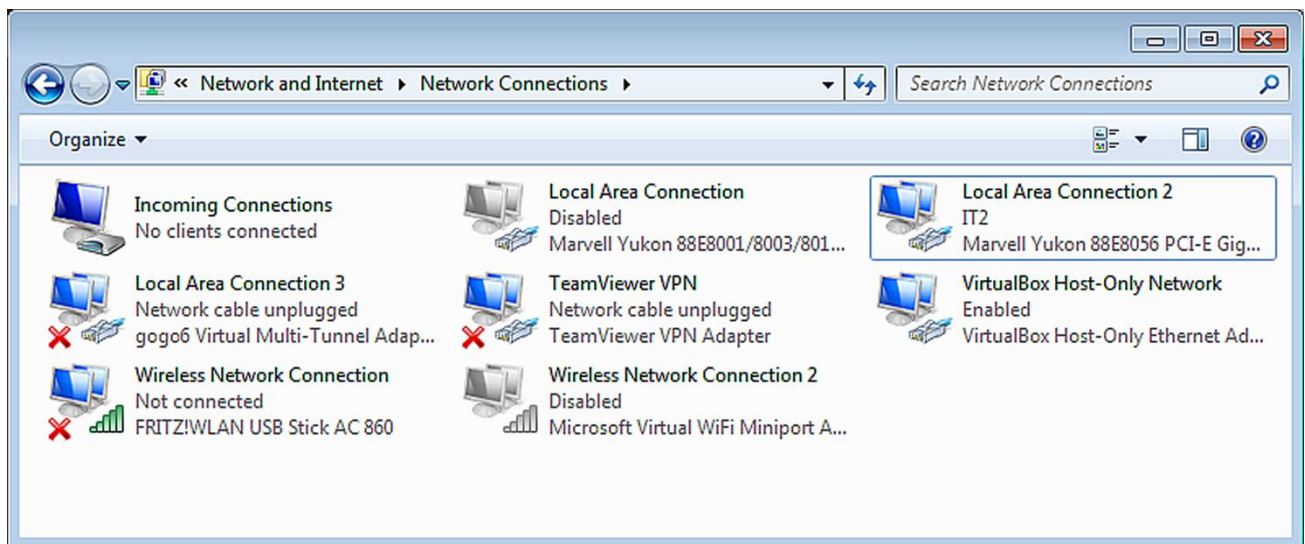 « Network and Internet ▸ Network Connections ▸
Search Network Connections
Organize
Incoming Connections
No clients connected
Local Area Connection
Disabled
Marvell Yukon 88E8001/8003/801...
Local Area Connection 2
IT2
Marvell Yukon 88E8056 PCI-E Gig...
Local Area Connection 3
Network cable unplugged
gogo6 Virtual Multi-Tunnel Adap...
TeamViewer VPN
Network cable unplugged
TeamViewer VPN Adapter
VirtualBox Host-Only Network
Enabled
VirtualBox Host-Only Ethernet Ad...
Wireless Network Connection
Not connected
FRITZ!WLAN USB Stick AC 860
Wireless Network Connection 2
Disabled
Microsoft Virtual WiFi Miniport A...